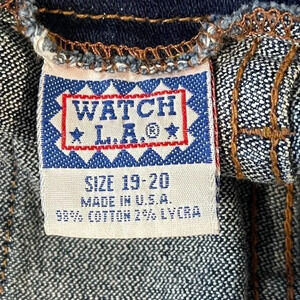 WATCH
L.A.®
SIZE 19-20
MADE IN U.S.A.
98% COTTON 2% LYCRA